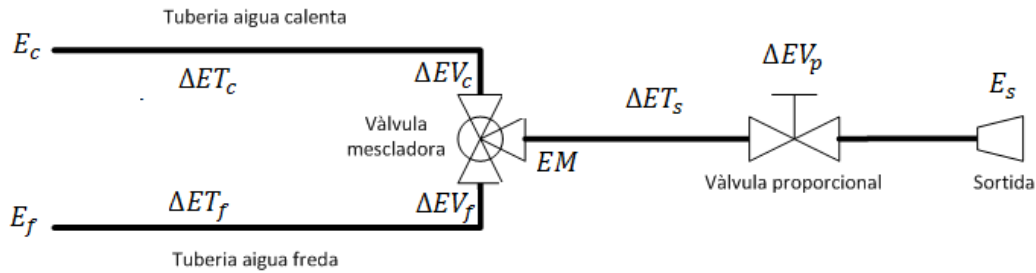 Tuberia aigua calenta
E_c
ΔET_c
ΔEV_c
ΔEV_p
ΔET_s
E_s
Vàlvula
mescladora
EM
Vàlvula proporcional
Sortida
E_f
ΔET_f
ΔEV_f
Tuberia aigua freda